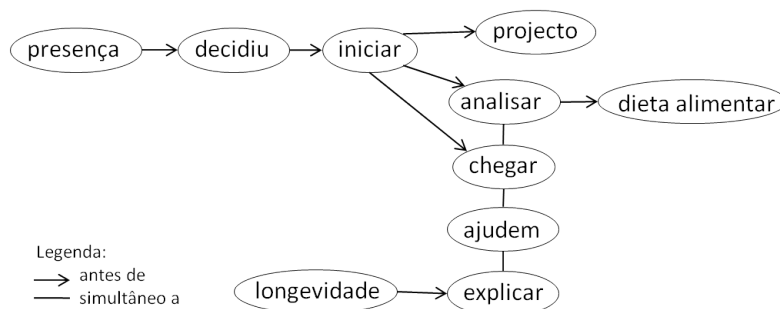 presença
decidiu
iniciar
projecto
analisar
dieta alimentar
chegar
ajudem
longevidade
explicar
Legenda:
antes de
simultâneo a